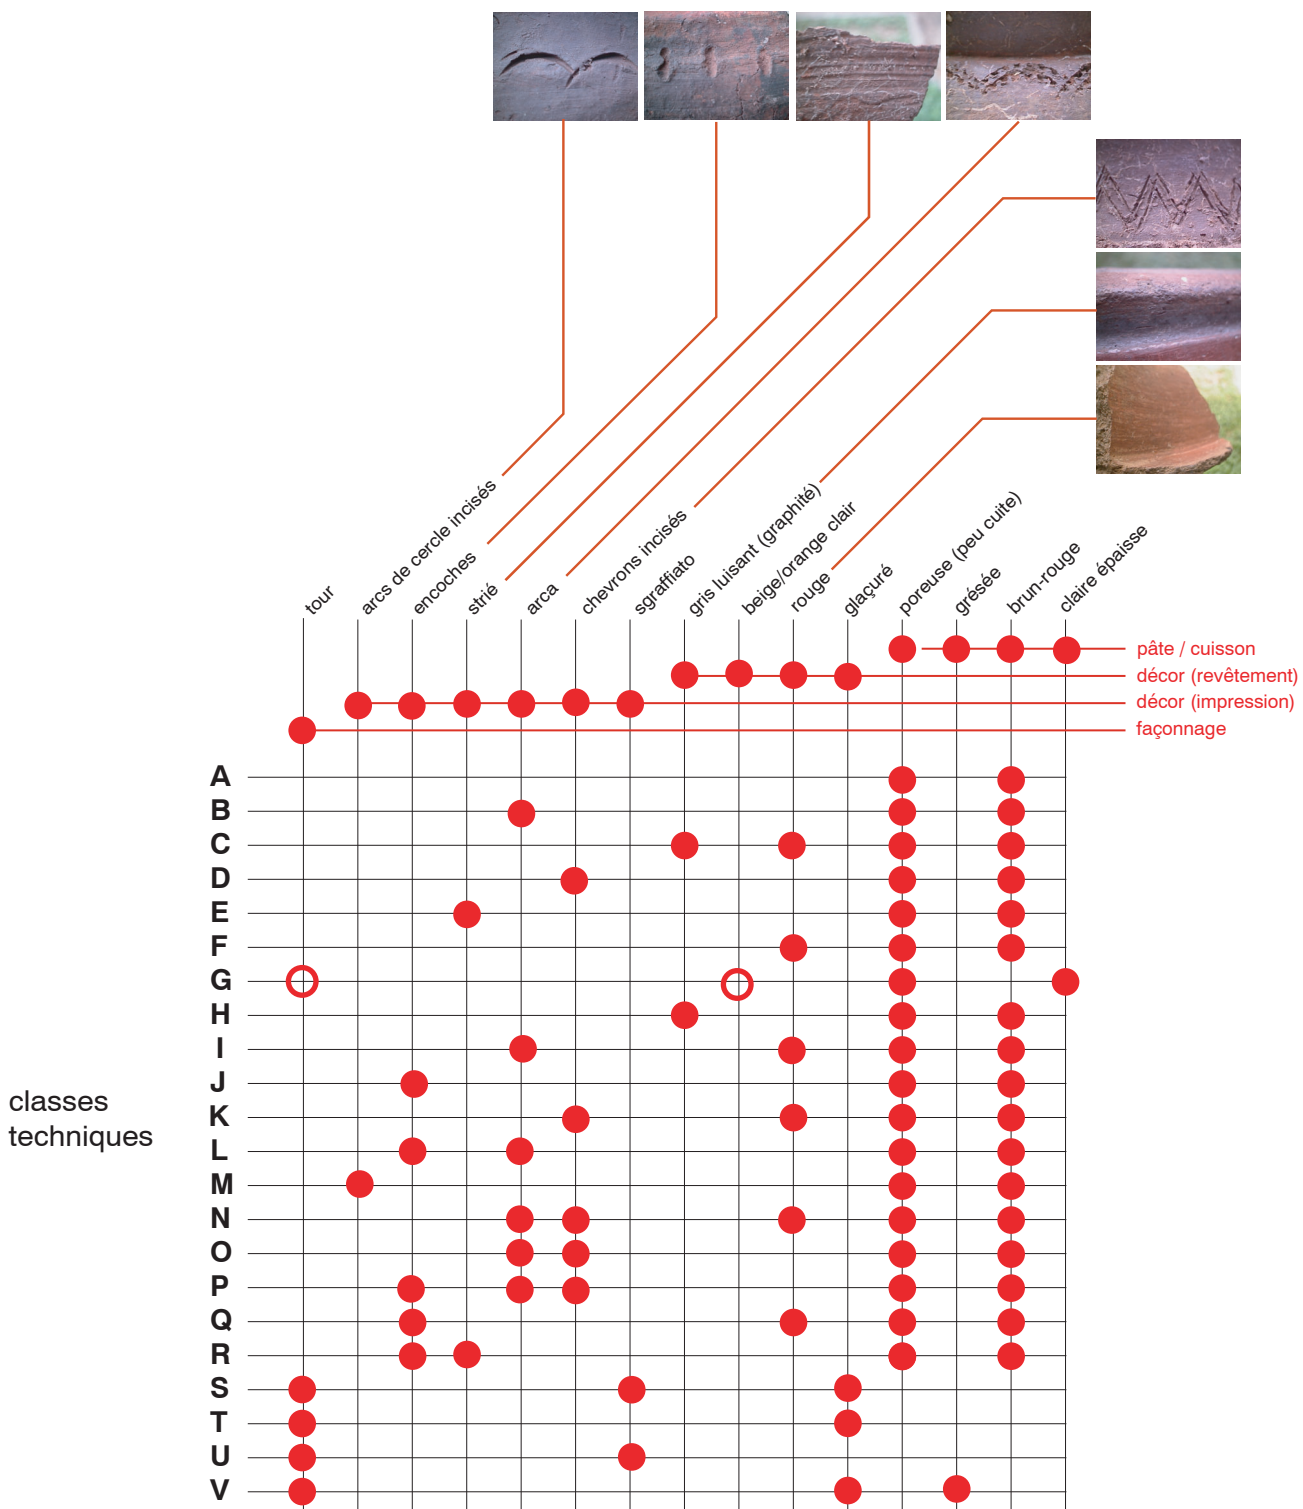 tour
arcs de cercle incisés
encoches
strié
arca
chevrons incisés
sgraffiato
gris luisant (graphité)
beige/orange clair
rouge
glaçuré
poreuse (peu cuite)
grésée
brun-rouge
claire épaisse
pâte / cuisson
décor (revêtement)
décor (impression)
façonnage
A
B
C
D
E
F
G
H
I
J
K
L
M
N
O
P
Q
R
S
T
U
V
classes
techniques